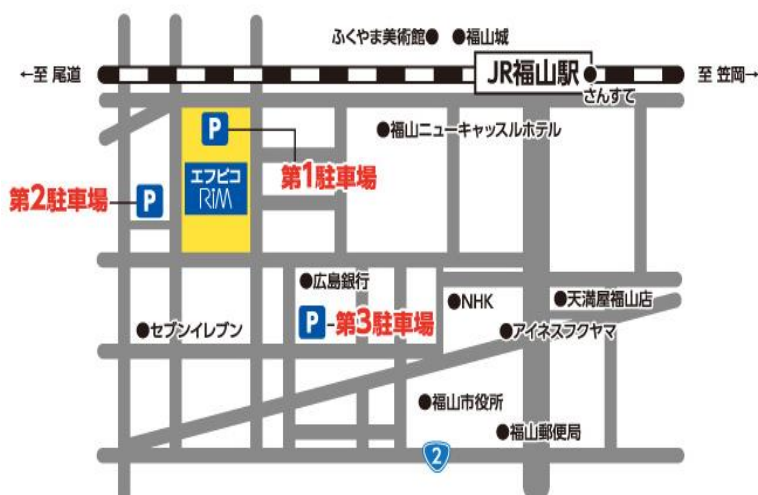 ふくやま美術館● ●福山城
←至 尾道
JR福山駅
至 笠岡→
さんすて
P
●福山ニューキャッスルホテル
エフピコ
RiM
第1駐車場
P
第2駐車場
●広島銀行
●NHK
●天満屋福山店
●セブンイレブン
P
第3駐車場
●アイネスフクヤマ
●福山市役所
●福山郵便局
2